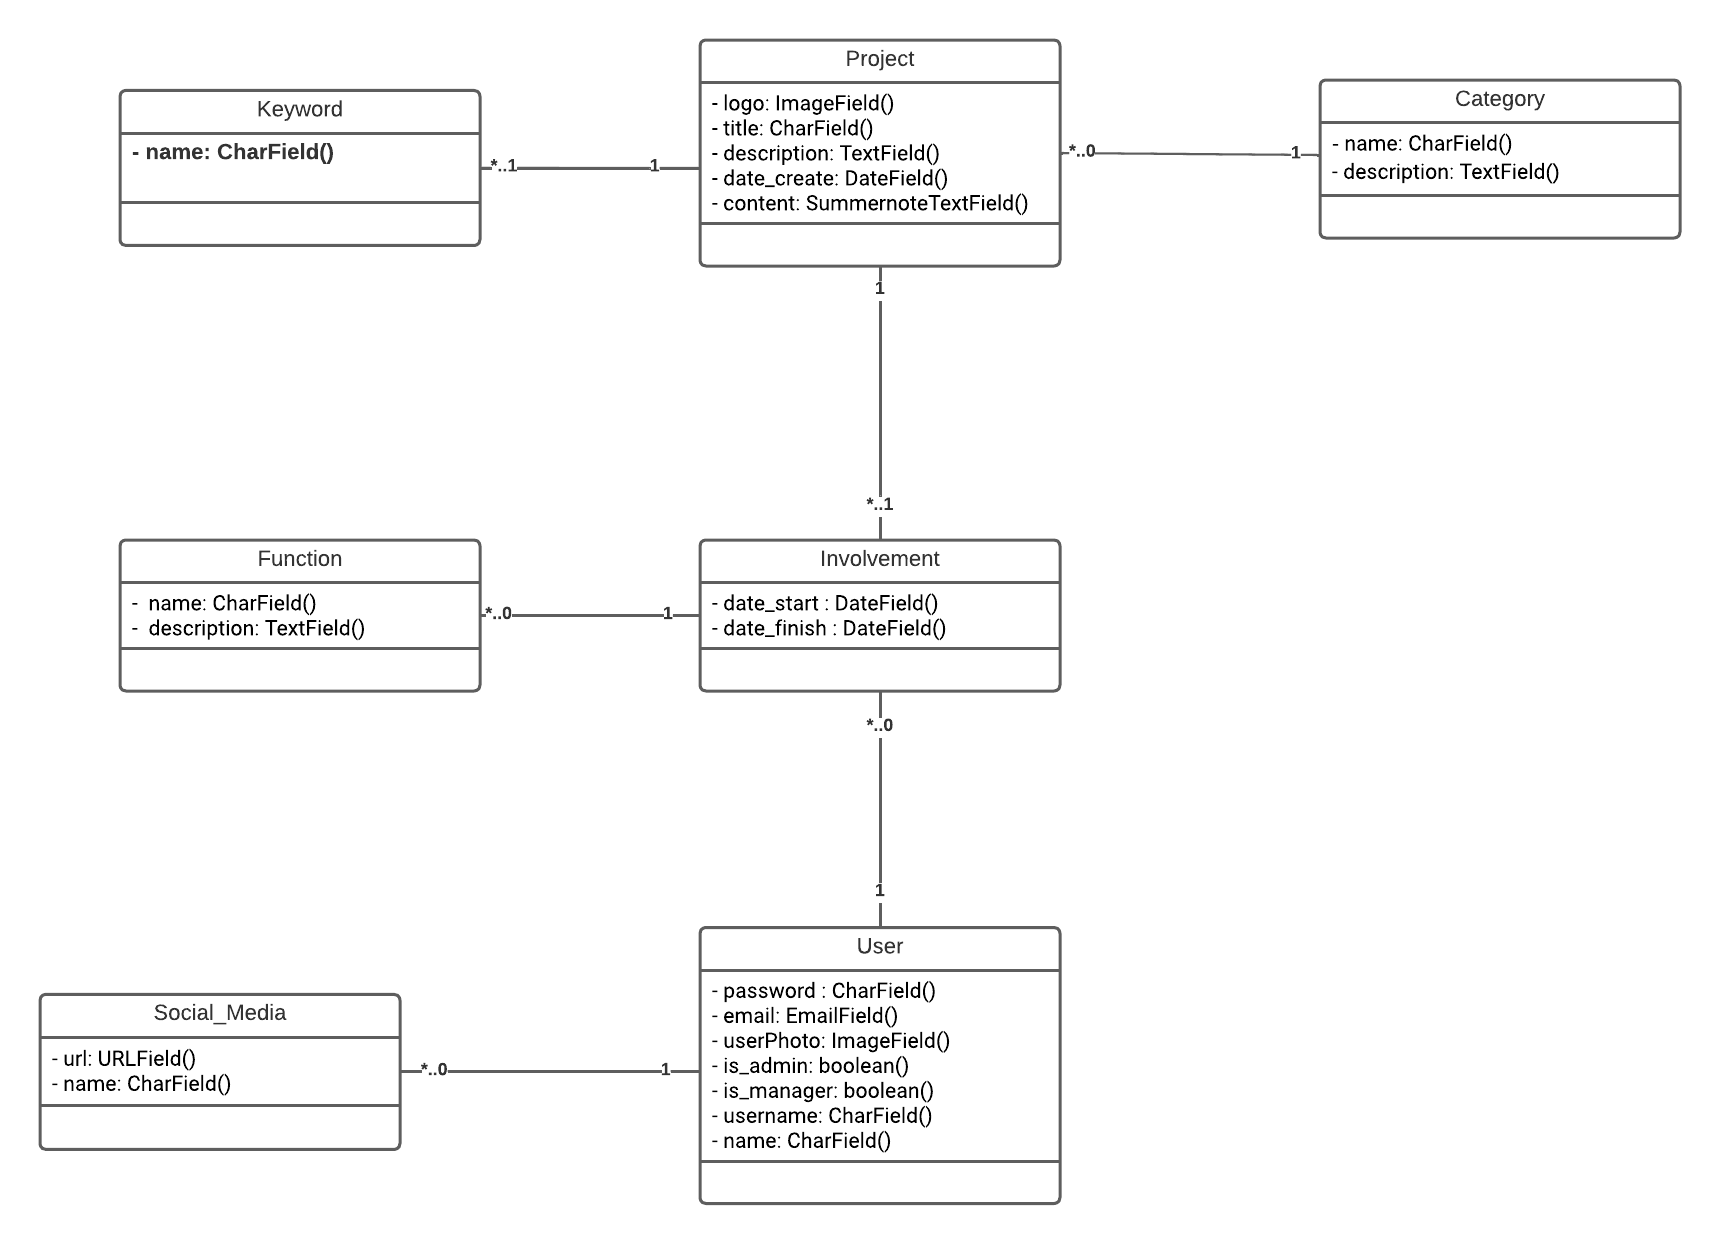 Project
- logo: ImageField()
- title: CharField()
- description: TextField()
- date_create: DateField()
- content: SummernoteTextField()
Keyword
- name: CharField()
Category
- name: CharField()
- description: TextField()
*..1
1
*..0
1
1
*..1
Function
- name: CharField()
- description: TextField()
*..0
1
Involvement
- date_start : DateField()
- date_finish : DateField()
*..0
1
User
- password : CharField()
- email: EmailField()
- userPhoto: ImageField()
- is_admin: boolean()
- is_manager: boolean()
- username: CharField()
- name: CharField()
Social_Media
- url: URLField()
- name: CharField()
*..0
1